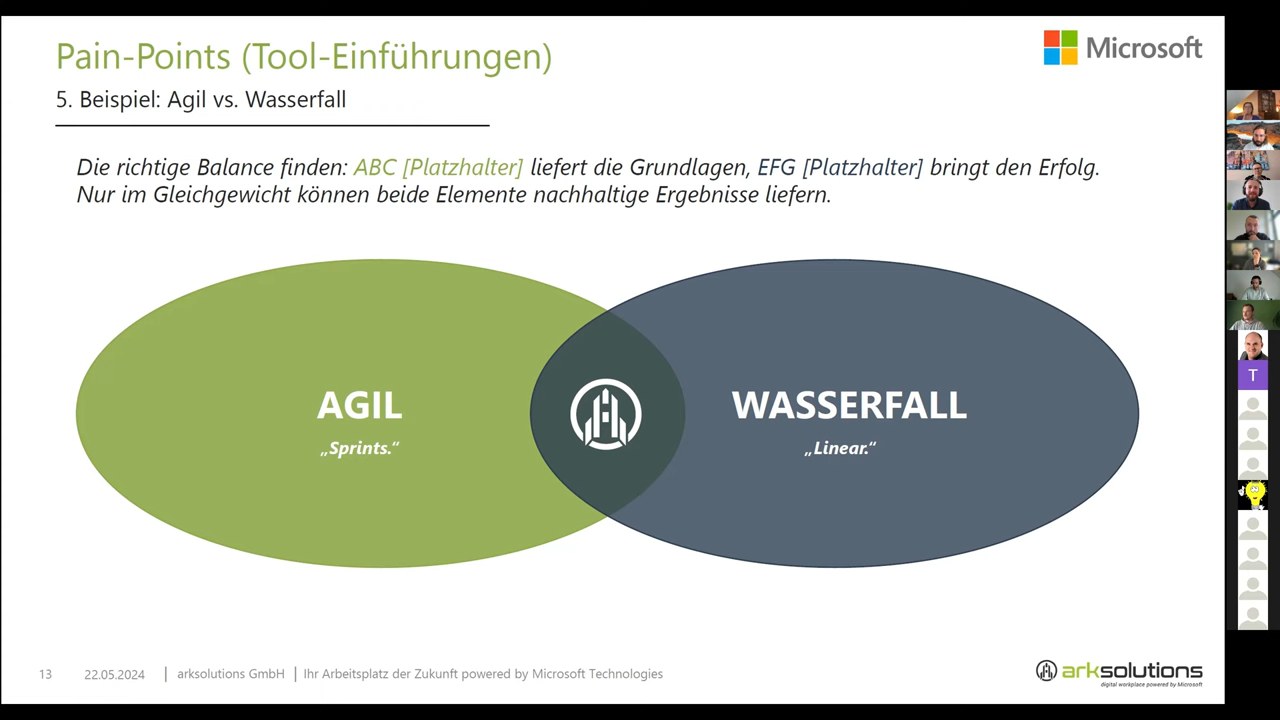 Pain-Points (Tool-Einführungen)
Microsoft
5. Beispiel: Agil vs. Wasserfall
Die richtige Balance finden: ABC [Platzhalter] liefert die Grundlagen, EFG [Platzhalter] bringt den Erfolg.
Nur im Gleichgewicht können beide Elemente nachhaltige Ergebnisse liefern.
AGIL
„Sprints.“
WASSERFALL
„Linear.“
T
13 22.05.2024 | arksolutions GmbH | Ihr Arbeitsplatz der Zukunft powered by Microsoft Technologies
arksolutions
digital workplace powered by Microsoft